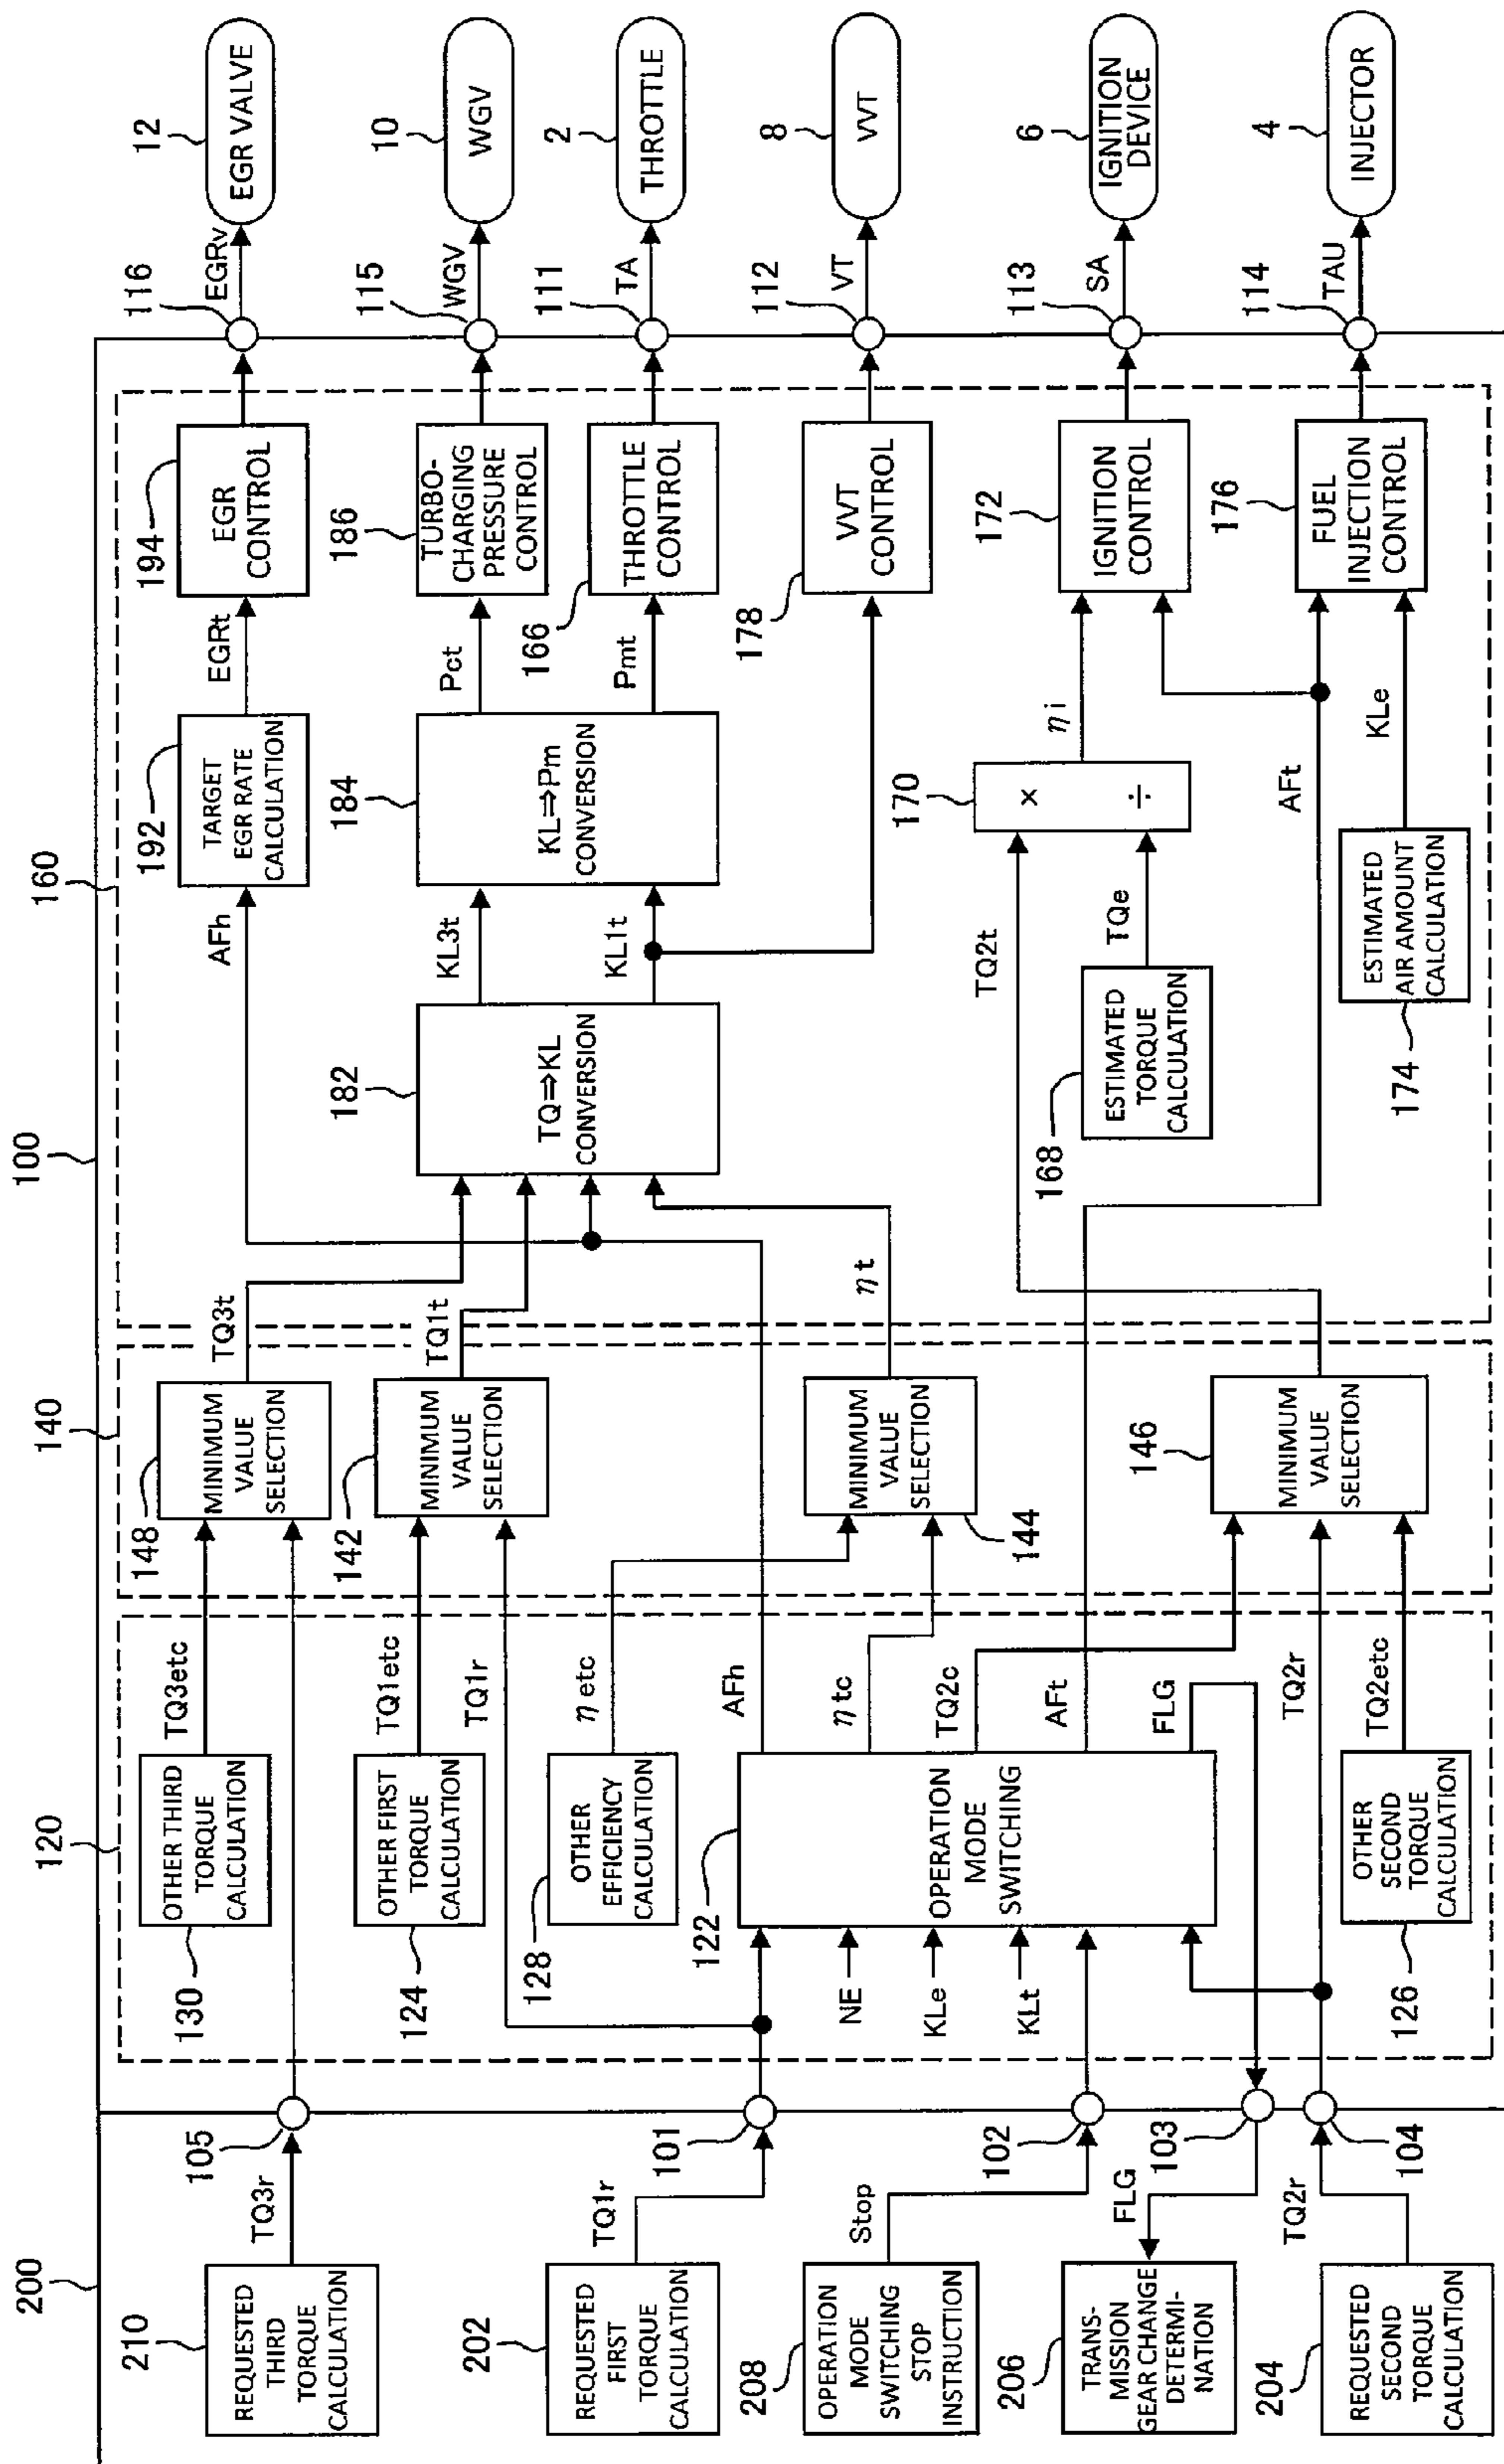 200
100
210
REQUESTED
THIRD
TORQUE
CALCULATION
TQ3r
105
202
REQUESTED
FIRST
TORQUE
CALCULATION
TQ1r
101
208
OPERATION
MODE
SWITCHING
STOP
INSTRUCTION
Stop
102
206
TRANS-
MISSION
GEAR CHANGE
DETERMI-
NATION
FLG
103
204
REQUESTED
SECOND
TORQUE
CALCULATION
TQ2r
104
120
130
OTHER THIRD
TORQUE
CALCULATION
TQ3etc
124
OTHER FIRST
TORQUE
CALCULATION
TQ1etc
TQ1r
128
OTHER
EFFICIENCY
CALCULATION
ηetc
122
OPERATION
MODE
SWITCHING
NE
KLe
KLt
AFh
ηtc
TQ2c
AFt
FLG
TQ2r
126
OTHER
SECOND
TORQUE
CALCULATION
TQ2etc
140
148
MINIMUM
VALUE
SELECTION
TQ3t
142
MINIMUM
VALUE
SELECTION
TQ1t
144
MINIMUM
VALUE
SELECTION
ηt
146
MINIMUM
VALUE
SELECTION
160
182
TQ⇒KL
CONVERSION
KL3t
KL1t
AFh
192
TARGET
EGR RATE
CALCULATION
EGRt
184
KL⇒Pm
CONVERSION
Pct
Pmt
168
ESTIMATED
TORQUE
CALCULATION
TQ2t
TQe
170
×
÷
ηi
AFt
174
ESTIMATED
AIR AMOUNT
CALCULATION
KLe
194
EGR
CONTROL
186
TURBO-
CHARGING
PRESSURE
CONTROL
166
THROTTLE
CONTROL
178
VVT
CONTROL
172
IGNITION
CONTROL
176
FUEL
INJECTION
CONTROL
116
EGRv
12
EGR VALVE
115
WGV
10
WGV
111
TA
2
THROTTLE
112
VT
8
VVT
113
SA
6
IGNITION
DEVICE
114
TAU
4
INJECTOR